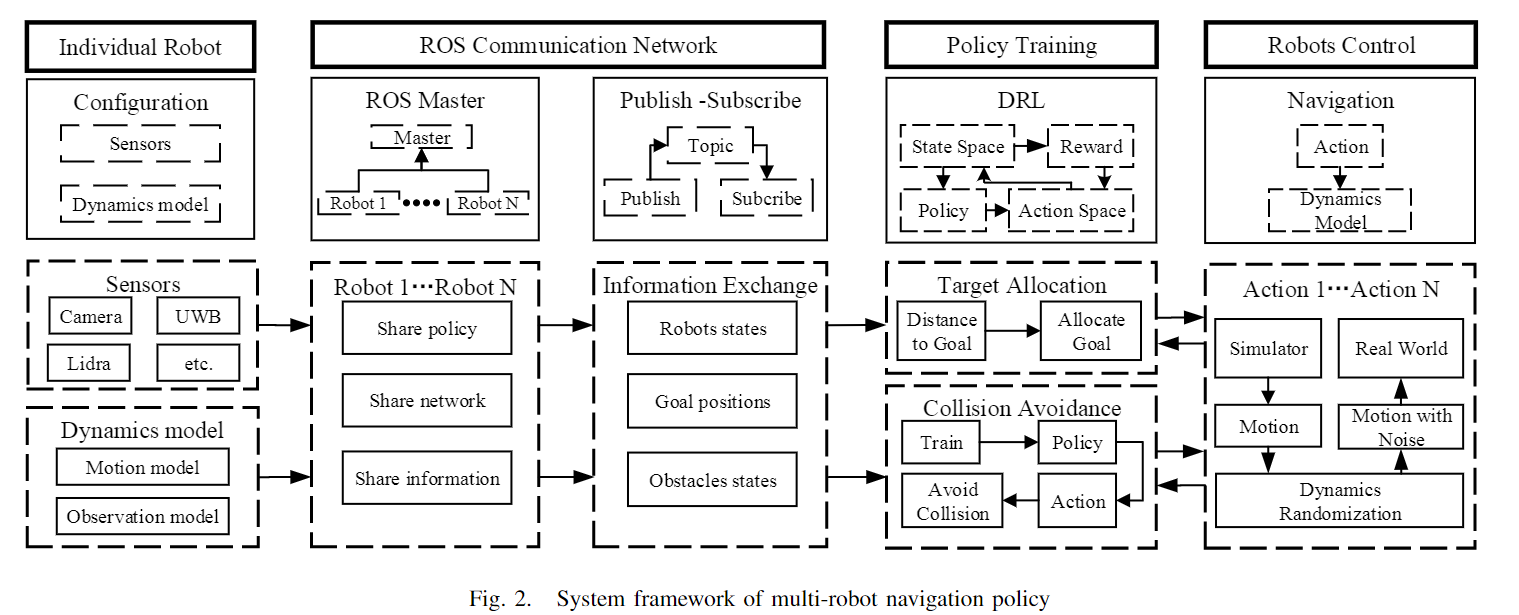 Individual Robot
ROS Communication Network
Policy Training
Robots Control
Configuration
Sensors
Dynamics model
ROS Master
Master
Robot 1
Robot N
Publish -Subscribe
Topic
Publish
Subcribe
DRL
State Space
Reward
Policy
Action Space
Navigation
Action
Dynamics
Model
Sensors
Camera
UWB
Lidra
etc.
Dynamics model
Motion model
Observation model
Robot 1···Robot N
Share policy
Share network
Share information
Information Exchange
Robots states
Goal positions
Obstacles states
Target Allocation
Distance
to Goal
Allocate
Goal
Collision Avoidance
Train
Policy
Avoid
Collision
Action
Action 1···Action N
Simulator
Real World
Motion
Motion with
Noise
Dynamics
Randomization
Fig. 2. System framework of multi-robot navigation policy